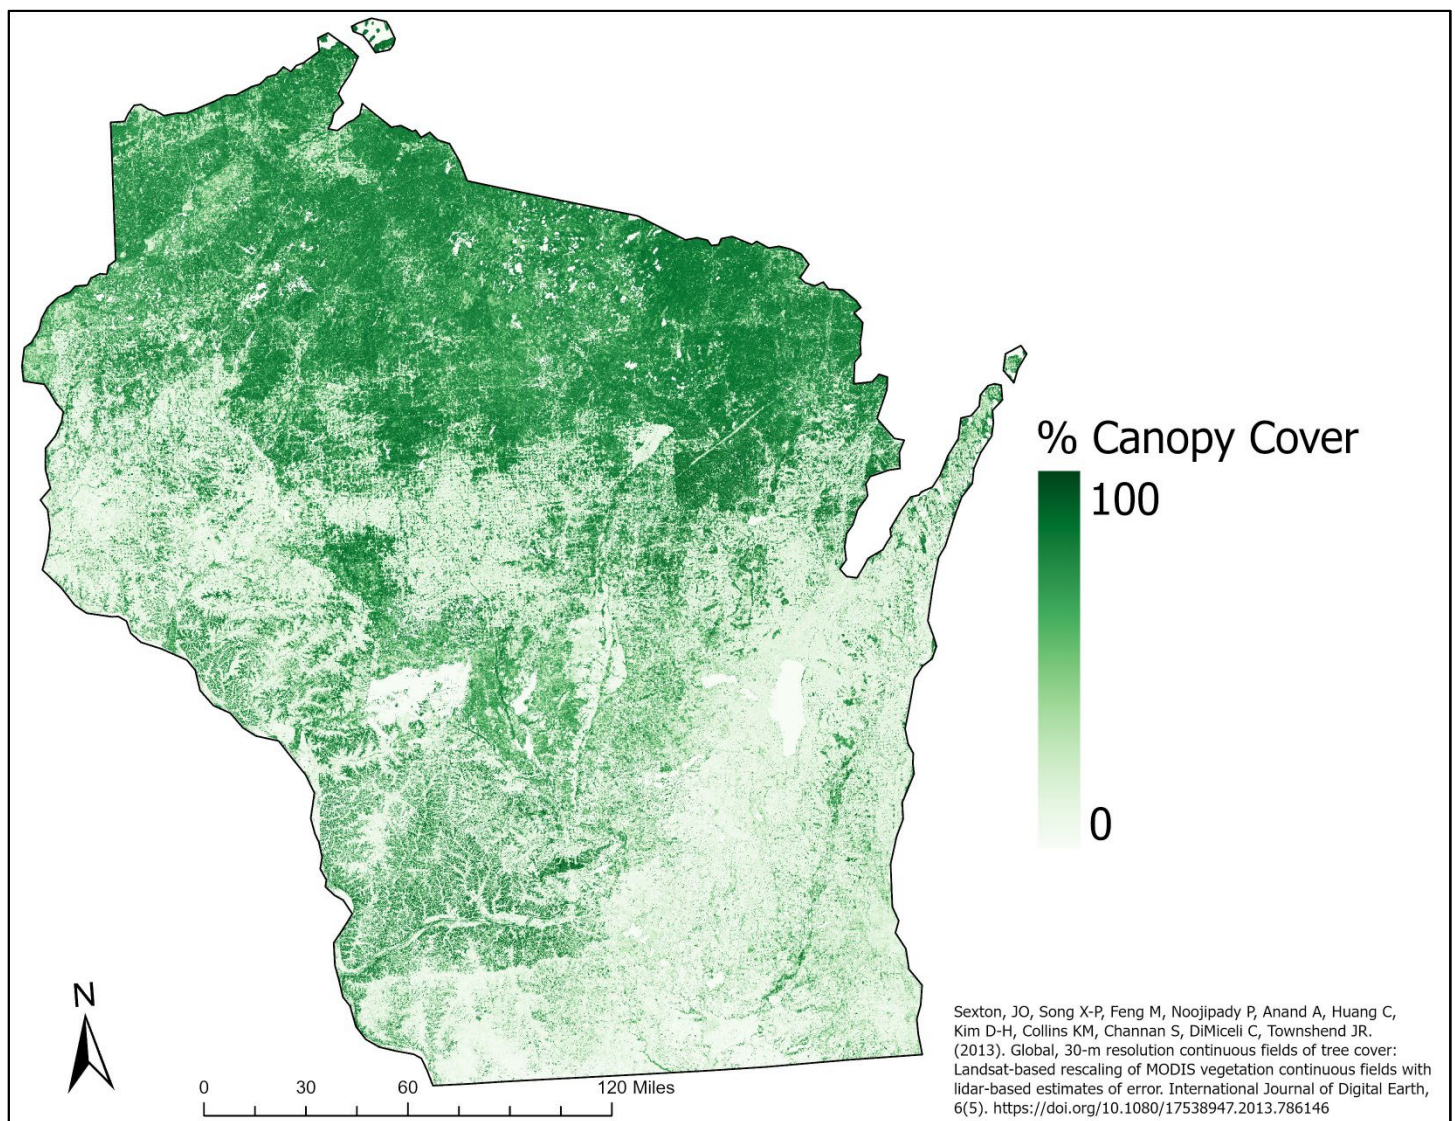 % Canopy Cover
100
0
N
0 30 60 120 Miles
Sexton, JO, Song X-P, Feng M, Noojipady P, Anand A, Huang C,
Kim D-H, Collins KM, Channan S, DiMiceli C, Townshend JR.
(2013). Global, 30-m resolution continuous fields of tree cover:
Landsat-based rescaling of MODIS vegetation continuous fields with
lidar-based estimates of error. International Journal of Digital Earth,
6(5). https://doi.org/10.1080/17538947.2013.786146